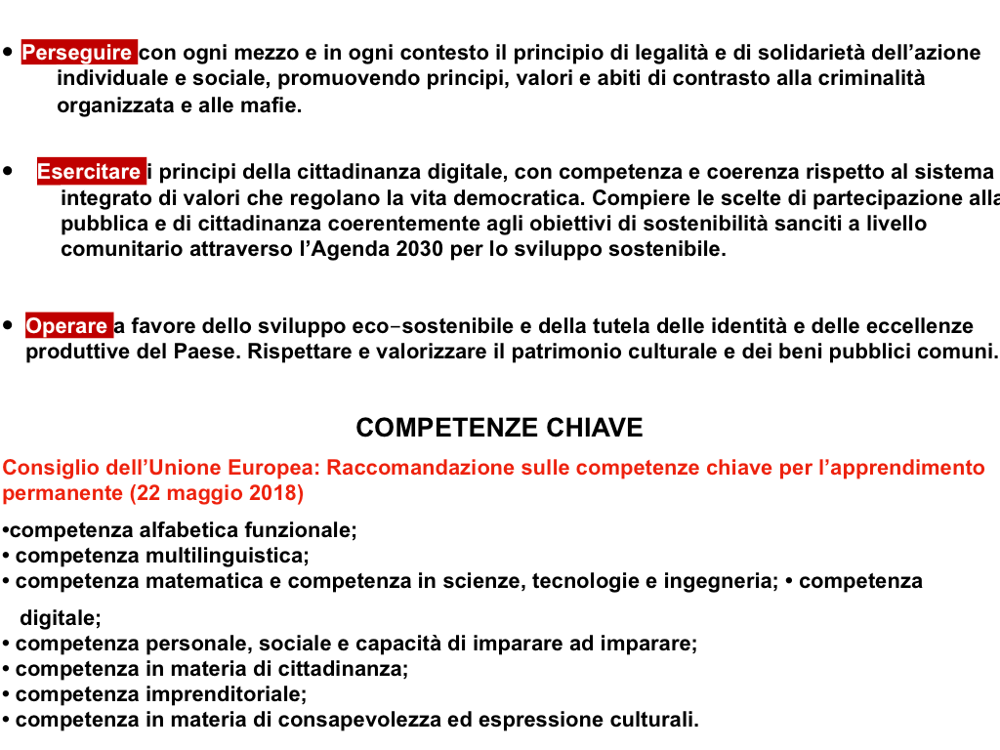 • Perseguire con ogni mezzo e in ogni contesto il principio di legalità e di solidarietà dell’azione
individuale e sociale, promuovendo principi, valori e abiti di contrasto alla criminalità
organizzata e alle mafie.
• Esercitare i principi della cittadinanza digitale, con competenza e coerenza rispetto al sistema
integrato di valori che regolano la vita democratica. Compiere le scelte di partecipazione alla
pubblica e di cittadinanza coerentemente agli obiettivi di sostenibilità sanciti a livello
comunitario attraverso l’Agenda 2030 per lo sviluppo sostenibile.
• Operare a favore dello sviluppo eco−sostenibile e della tutela delle identità e delle eccellenze
produttive del Paese. Rispettare e valorizzare il patrimonio culturale e dei beni pubblici comuni.
COMPETENZE CHIAVE
Consiglio dell’Unione Europea: Raccomandazione sulle competenze chiave per l’apprendimento
permanente (22 maggio 2018)
•competenza alfabetica funzionale;
• competenza multilinguistica;
• competenza matematica e competenza in scienze, tecnologie e ingegneria; • competenza
digitale;
• competenza personale, sociale e capacità di imparare ad imparare;
• competenza in materia di cittadinanza;
• competenza imprenditoriale;
• competenza in materia di consapevolezza ed espressione culturali.